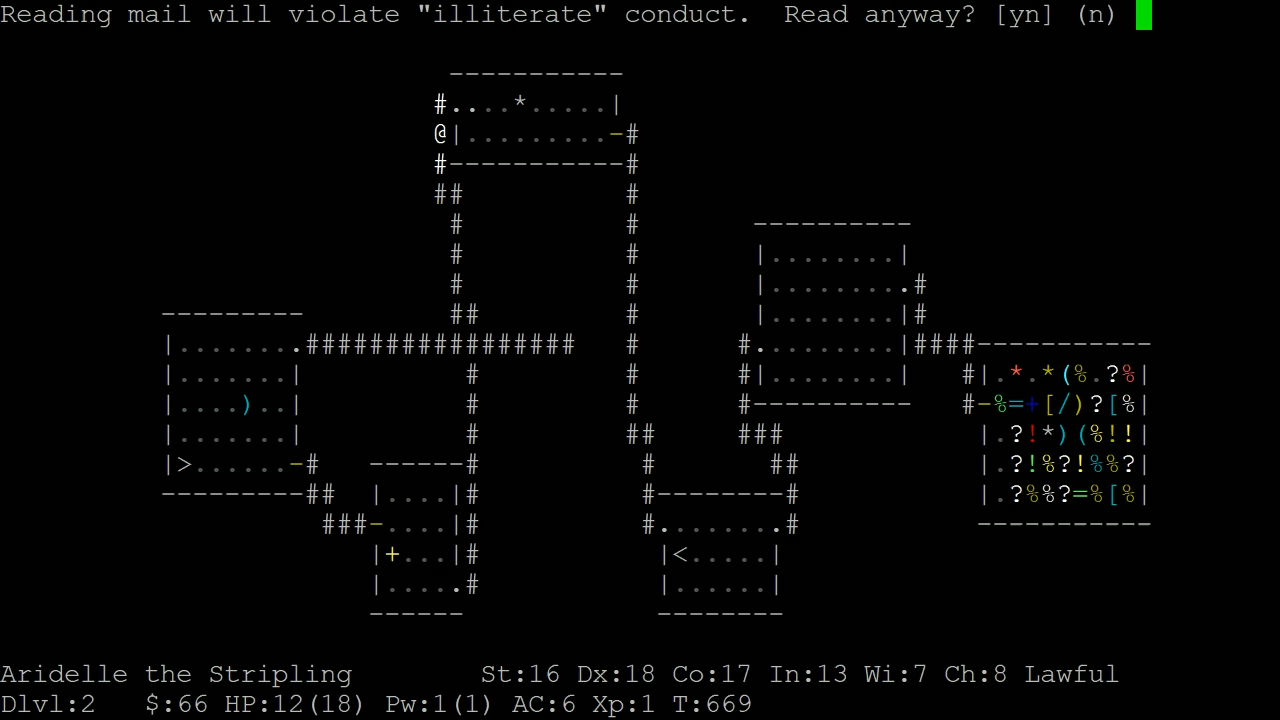 Reading mail will violate "illiterate" conduct.  Read anyway? [yn] (n)
-----------
#....*.....|
@|.........-#
#-----------#
## #
# #
# # ----------
# # |........|
# # |.........#
--------- ## # |........|#
|........################# # #.........|####-----------
|.......| # # #|........| #|.*.*(%.?%|
|....)..| # # #---------- #-%=+[/)?[%|
|.......| # ## ### |.?!*)(%!!|
|>......-# ------# # ## |.?!%?!%%?|
---------## |....|# #--------# |.?%%?=%[%|
###-....|# #.........# -----------
|+...|# |<.....|
|.....# |......|
------ --------
Aridelle the Stripling St:16 Dx:18 Co:17 In:13 Wi:7 Ch:8 Lawful
Dlvl:2 $:66 HP:12(18) Pw:1(1) AC:6 Xp:1 T:669